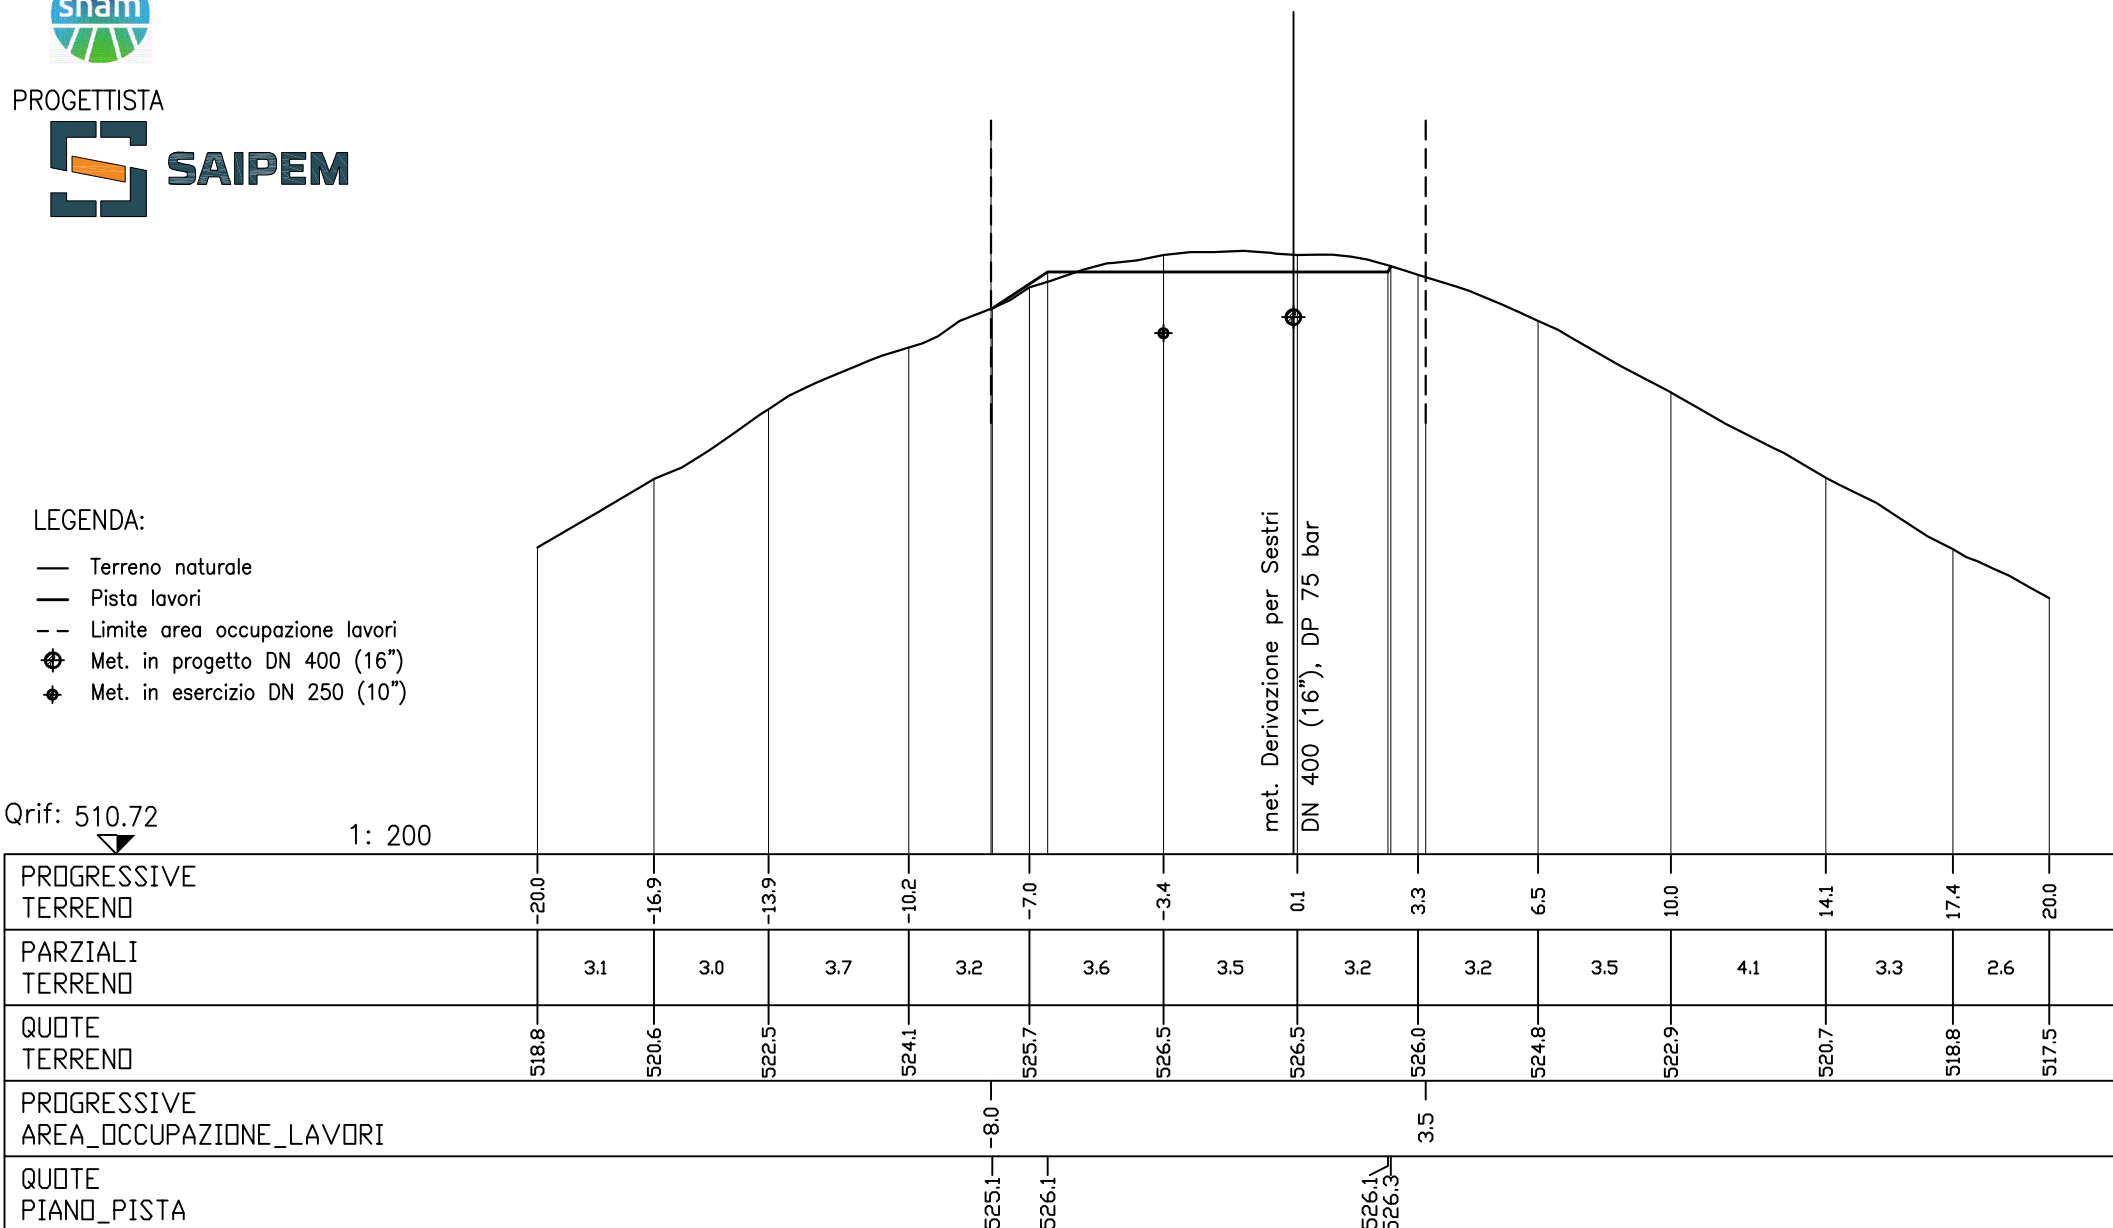 snam
PROGETTISTA
SAIPEM
LEGENDA:
Terreno naturale
Pista lavori
Limite area occupazione lavori
Met. in progetto DN 400 (16")
Met. in esercizio DN 250 (10")
met. Derivazione per Sestri
DN 400 (16"), DP 75 bar
Qrif: 510.72
1: 200
PROGRESSIVE
TERRENO
-20.0 -16.9 -13.9 -10.2 -7.0 -3.4 0.1 3.3 6.5 10.0 14.1 17.4 20.0
PARZIALI
TERRENO
3.1 3.0 3.7 3.2 3.6 3.5 3.2 3.2 3.5 4.1 3.3 2.6
QUOTE
TERRENO
518.8 520.6 522.5 524.1 525.7 526.5 526.5 526.0 524.8 522.9 520.7 518.8 517.5
PROGRESSIVE
AREA_OCCUPAZIONE_LAVORI
-8.0 3.5
QUOTE
PIANO_PISTA
525.1 526.1 526.1 526.3